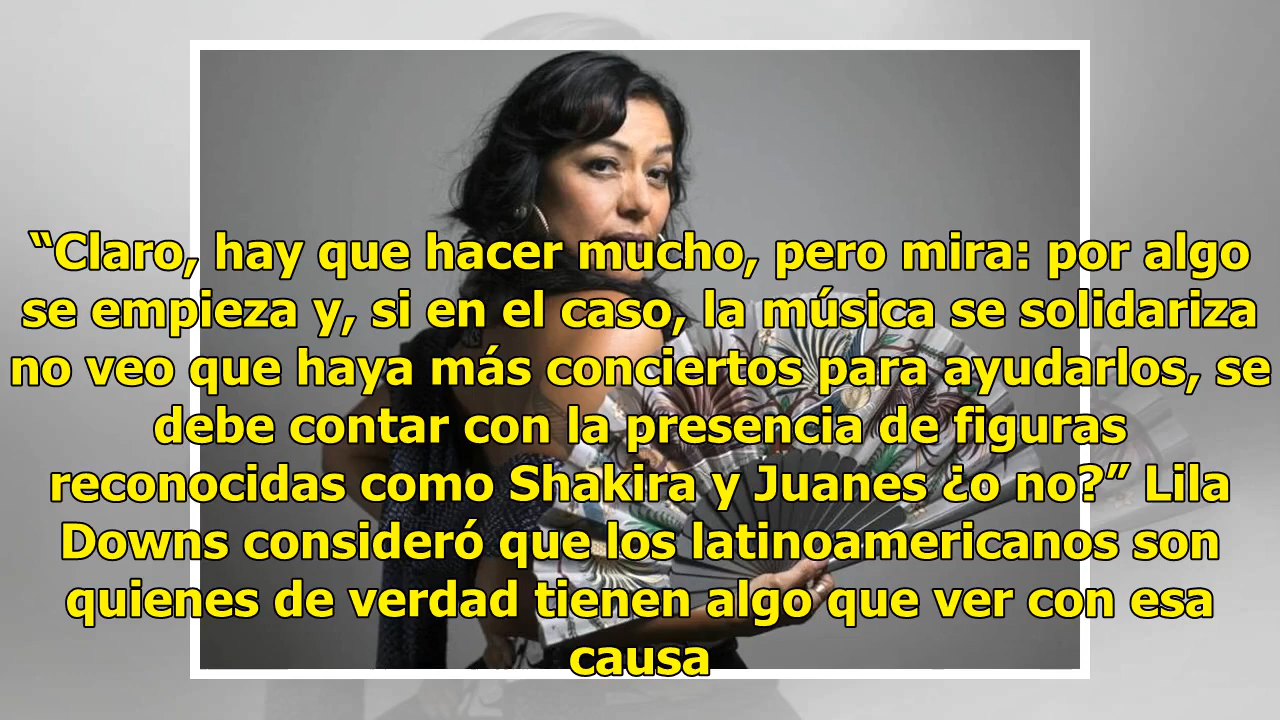 “Claro, hay que hacer mucho, pero mira: por algo
se empieza y, si en el caso, la música se solidariza
no veo que haya más conciertos para ayudarlos, se
debe contar con la presencia de figuras
reconocidas como Shakira y Juanes ¿o no?” Lila
Downs consideró que los latinoamericanos son
quienes de verdad tienen algo que ver con esa
causa